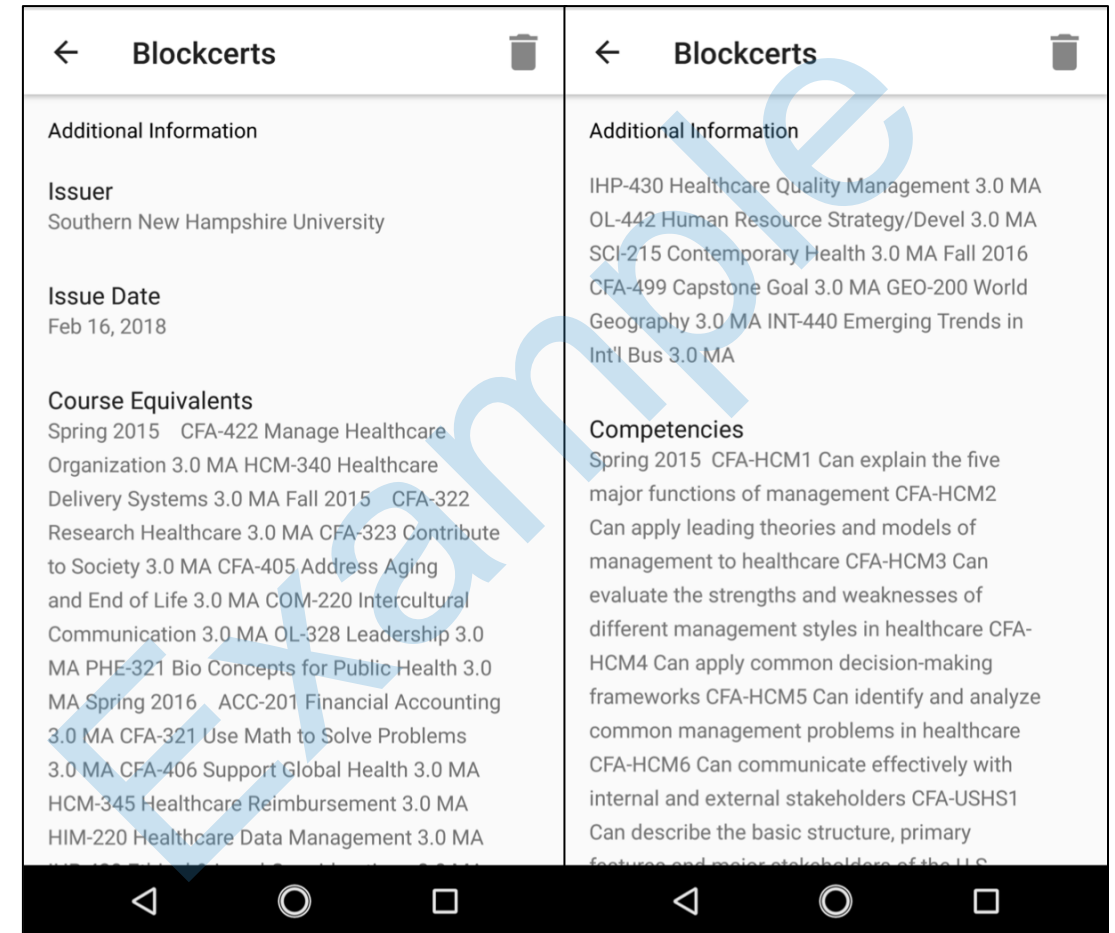 Blockcerts
Additional Information
Issuer
Southern New Hampshire University
Issue Date
Feb 16, 2018
Course Equivalents
Spring 2015 CFA-422 Manage Healthcare
Organization 3.0 MA HCM-340 Healthcare
Delivery Systems 3.0 MA Fall 2015 CFA-322
Research Healthcare 3.0 MA CFA-323 Contribute
to Society 3.0 MA CFA-405 Address Aging
and End of Life 3.0 MA COM-220 Intercultural
Communication 3.0 MA OL-328 Leadership 3.0
MA PHE-321 Bio Concepts for Public Health 3.0
MA Spring 2016 ACC-201 Financial Accounting
3.0 MA CFA-321 Use Math to Solve Problems
3.0 MA CFA-406 Support Global Health 3.0 MA
HCM-345 Healthcare Reimbursement 3.0 MA
HIM-220 Healthcare Data Management 3.0 MA
Blockcerts
Additional Information
IHP-430 Healthcare Quality Management 3.0 MA
OL-442 Human Resource Strategy/Devel 3.0 MA
SCI-215 Contemporary Health 3.0 MA Fall 2016
CFA-499 Capstone Goal 3.0 MA GEO-200 World
Geography 3.0 MA INT-440 Emerging Trends in
Int'l Bus 3.0 MA
Competencies
Spring 2015 CFA-HCM1 Can explain the five
major functions of management CFA-HCM2
Can apply leading theories and models of
management to healthcare CFA-HCM3 Can
evaluate the strengths and weaknesses of
different management styles in healthcare CFA-
HCM4 Can apply common decision-making
frameworks CFA-HCM5 Can identify and analyze
common management problems in healthcare
CFA-HCM6 Can communicate effectively with
internal and external stakeholders CFA-USHS1
Can describe the basic structure, primary
features and major stakeholders of the U.S.
Example